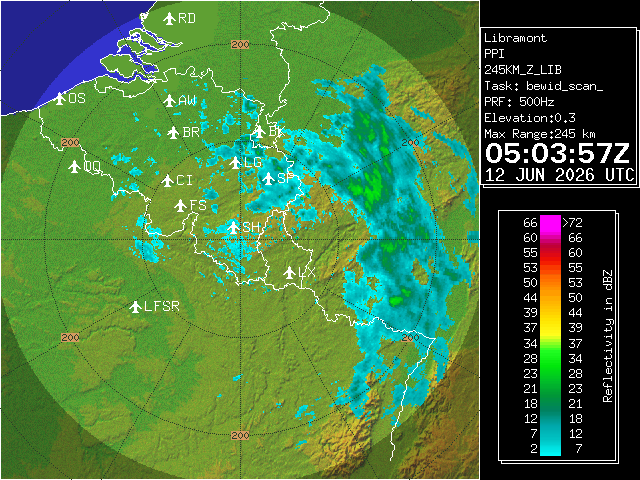 RD
200
OS
AW
BR
BK
200
200
LG
OQ
CI
SP
FS
SH
LX
LFSR
200
200
200
Libramont
PPI
245KM_Z_LIB
Task: bewid_scan_
PRF: 500Hz
Elevation:0.3
Max Range:245 km
05:03:57Z
12 JUN 2026 UTC
66 >72
60 66
55 60
53 55
50 53
44 50
39 44
37 39
34 37
28 34
23 28
21 23
18 21
12 18
7 12
2 7
Reflectivity in dBZ